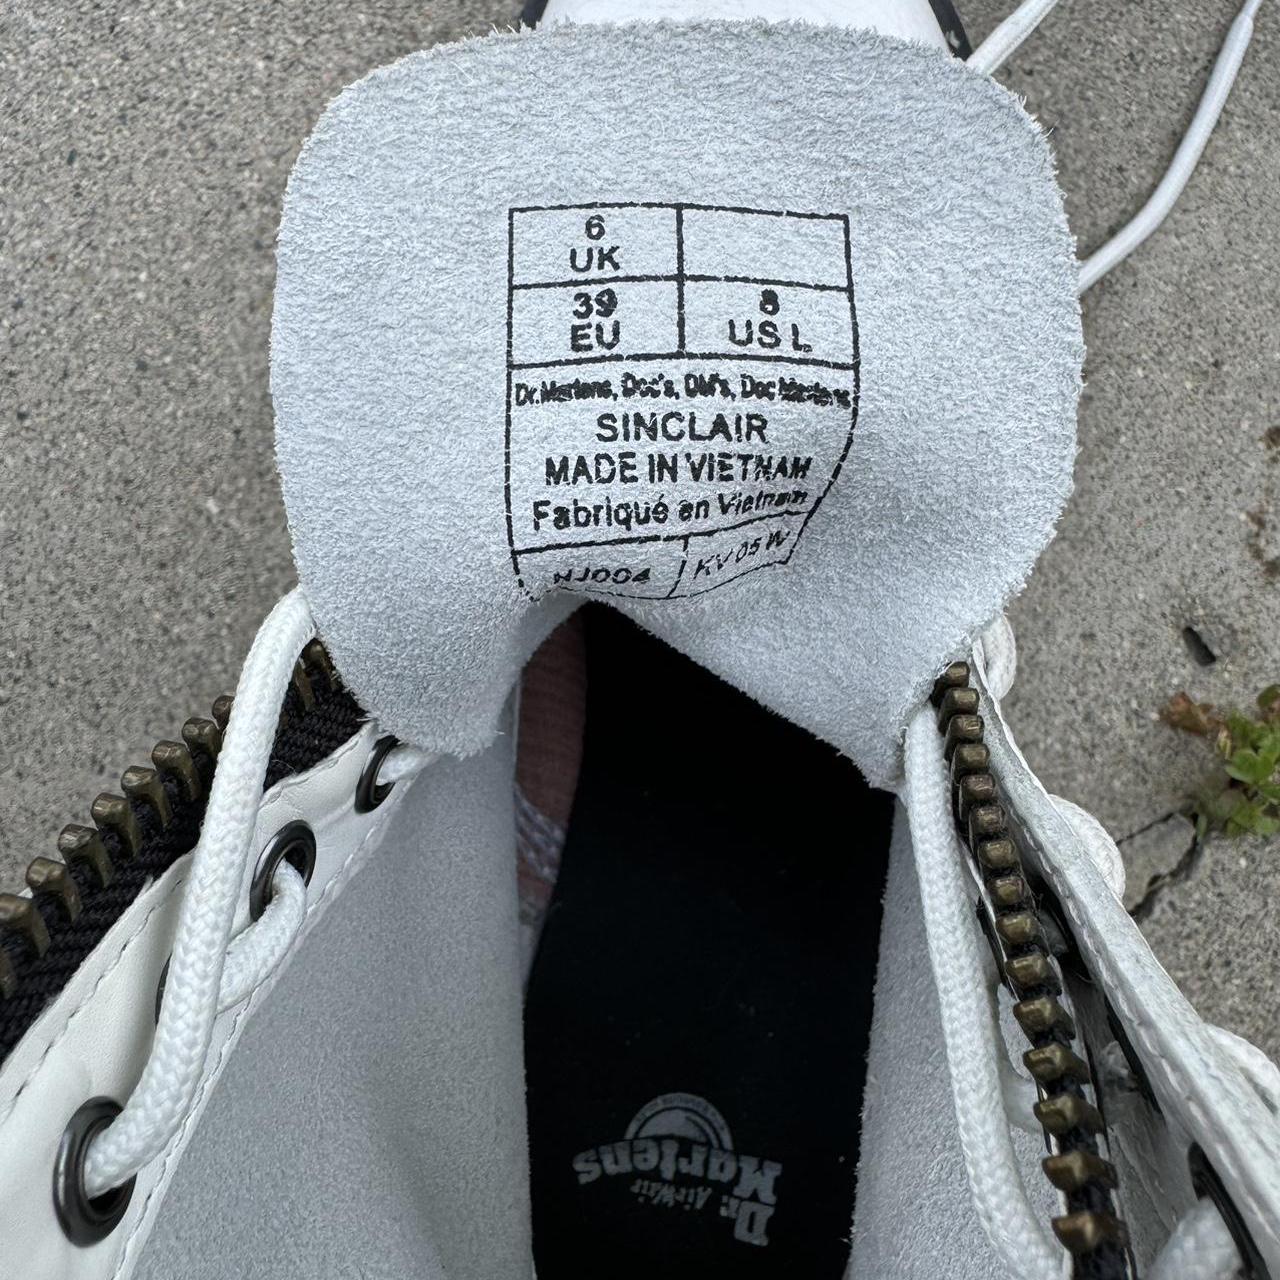 6
UK
39
EU
8
US L
Dr.Martens, Doc's, DM's, Doc Martens
SINCLAIR
MADE IN VIETNAM
Fabriqué en Vietnam
NJ004
KV05W
Dr.
Martens
AirWair